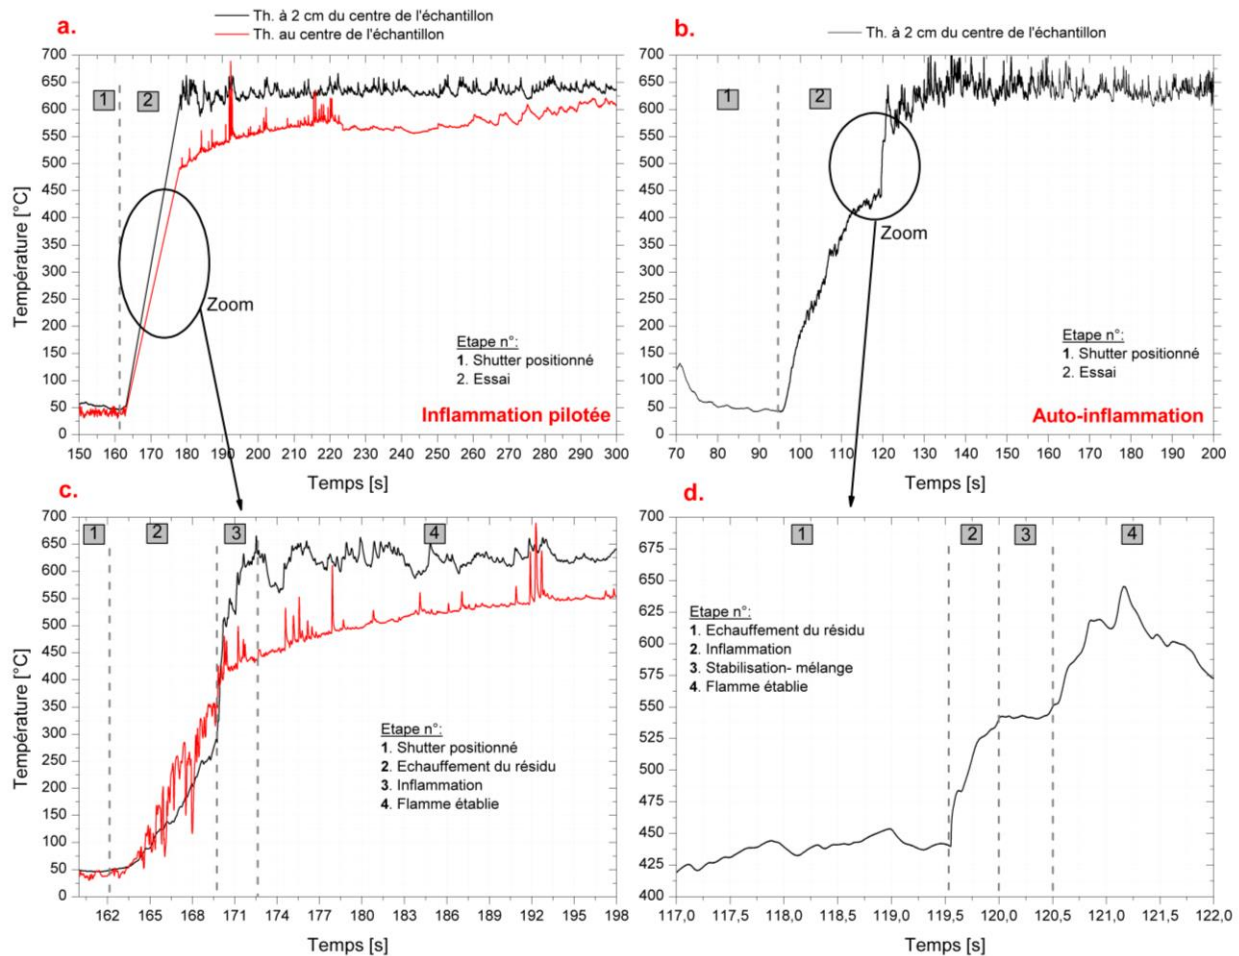 a.
Th. à 2 cm du centre de l'échantillon
Th. au centre de l'échantillon
700
650
600
550
500
450
400
350
300
250
200
150
100
50
0
Température [°C]
1
2
Zoom
Etape n°:
1. Shutter positionné
2. Essai
Inflammation pilotée
150 160 170 180 190 200 210 220 230 240 250 260 270 280 290 300
Temps [s]
b.
Th. à 2 cm du centre de l'échantillon
700
650
600
550
500
450
400
350
300
250
200
150
100
50
0
1
2
Zoom
Etape n°:
1. Shutter positionné
2. Essai
Auto-inflammation
70 80 90 100 110 120 130 140 150 160 170 180 190 200
Temps [s]
c.
700
650
600
550
500
450
400
350
300
250
200
150
100
50
0
Température [°C]
1
2
3
4
Etape n°:
1. Shutter positionné
2. Echauffement du résidu
3. Inflammation
4. Flamme établie
162 165 168 171 174 177 180 183 186 189 192 195 198
Temps [s]
d.
700
675
650
625
600
575
550
525
500
475
450
425
400
1
2
3
4
Etape n°:
1. Echauffement du résidu
2. Inflammation
3. Stabilisation- mélange
4. Flamme établie
117,0 117,5 118,0 118,5 119,0 119,5 120,0 120,5 121,0 121,5 122,0
Temps [s]